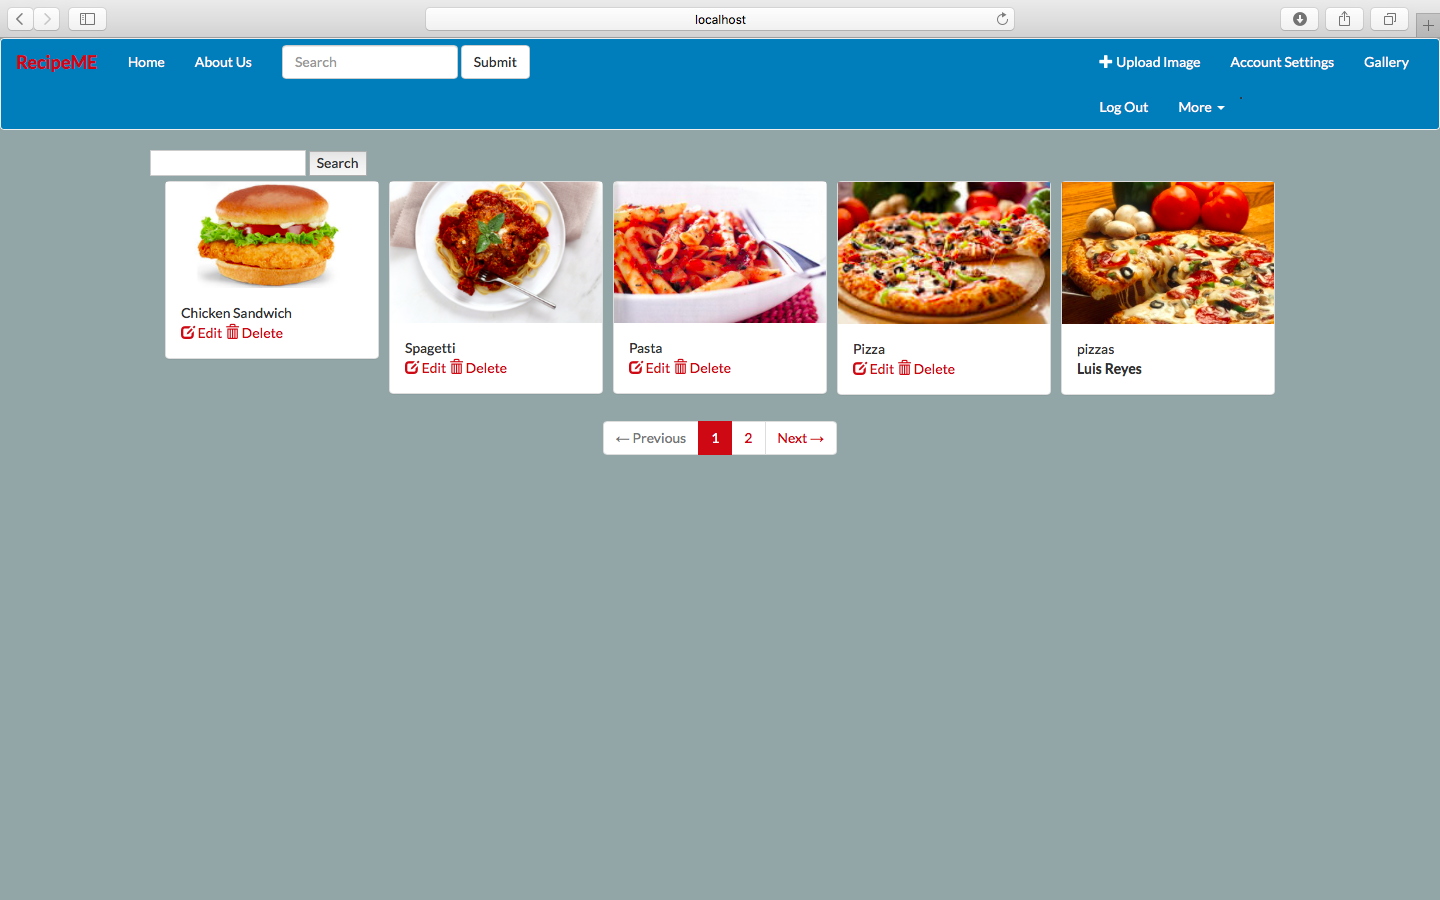 localhost
RecipeME Home About Us Search Submit Upload Image Account Settings Gallery
Log Out More
Search
Chicken Sandwich
Edit Delete
Spagetti
Edit Delete
Pasta
Edit Delete
Pizza
Edit Delete
pizzas
Luis Reyes
← Previous 1 2 Next →